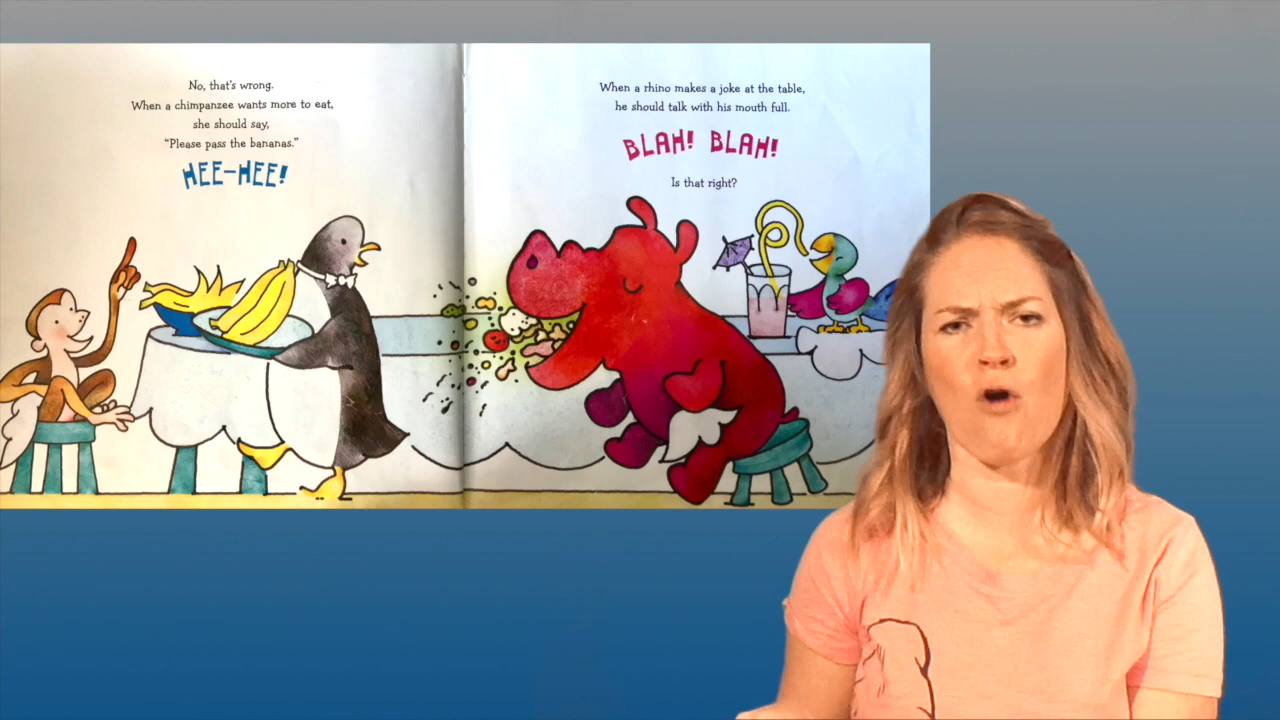 No, that's wrong.
When a chimpanzee wants more to eat,
she should say,
"Please pass the bananas."
HEE-HEE!
When a rhino makes a joke at the table,
he should talk with his mouth full.
BLAH! BLAH!
Is that right?